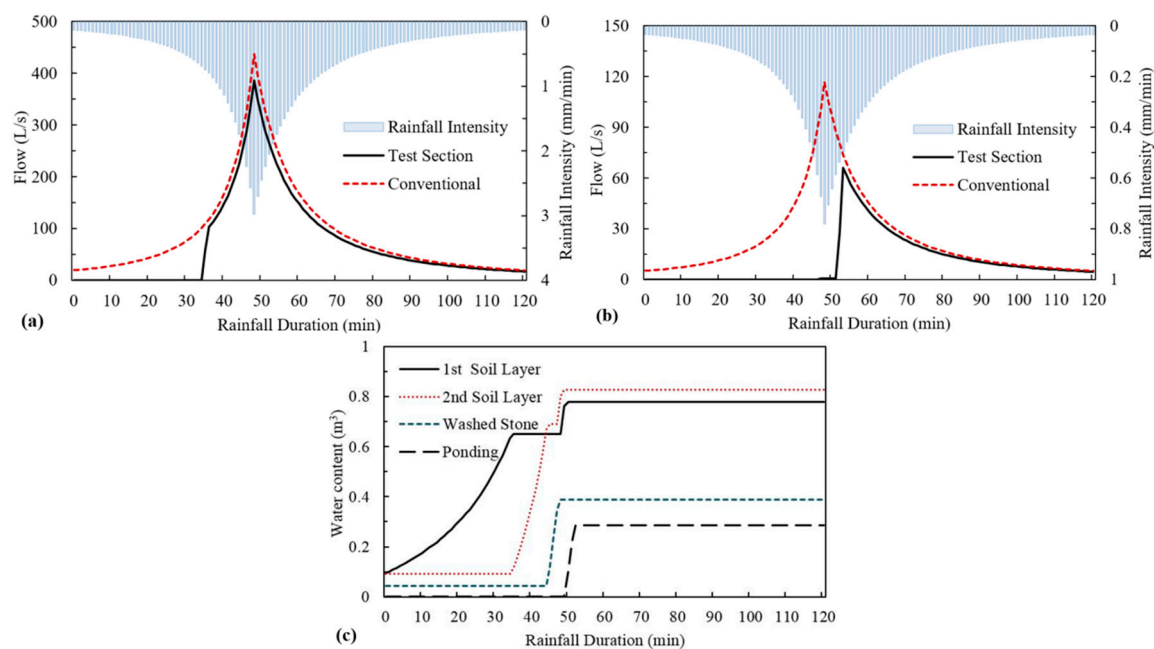 500
400
300
200
100
0
Flow (L/s)
0
1
2
3
4
Rainfall Intensity (mm/min)
Rainfall Intensity
Test Section
Conventional
0 10 20 30 40 50 60 70 80 90 100 110 120
Rainfall Duration (min)
(a)
150
120
90
60
30
0
Flow (L/s)
0
0.2
0.4
0.6
0.8
1
Rainfall Intensity (mm/min)
Rainfall Intensity
Test Section
Conventional
0 10 20 30 40 50 60 70 80 90 100 110 120
Rainfall Duration (min)
(b)
1
0.8
0.6
0.4
0.2
0
Water content (m³)
1st Soil Layer
2nd Soil Layer
Washed Stone
Ponding
0 10 20 30 40 50 60 70 80 90 100 110 120
Rainfall Duration (min)
(c)